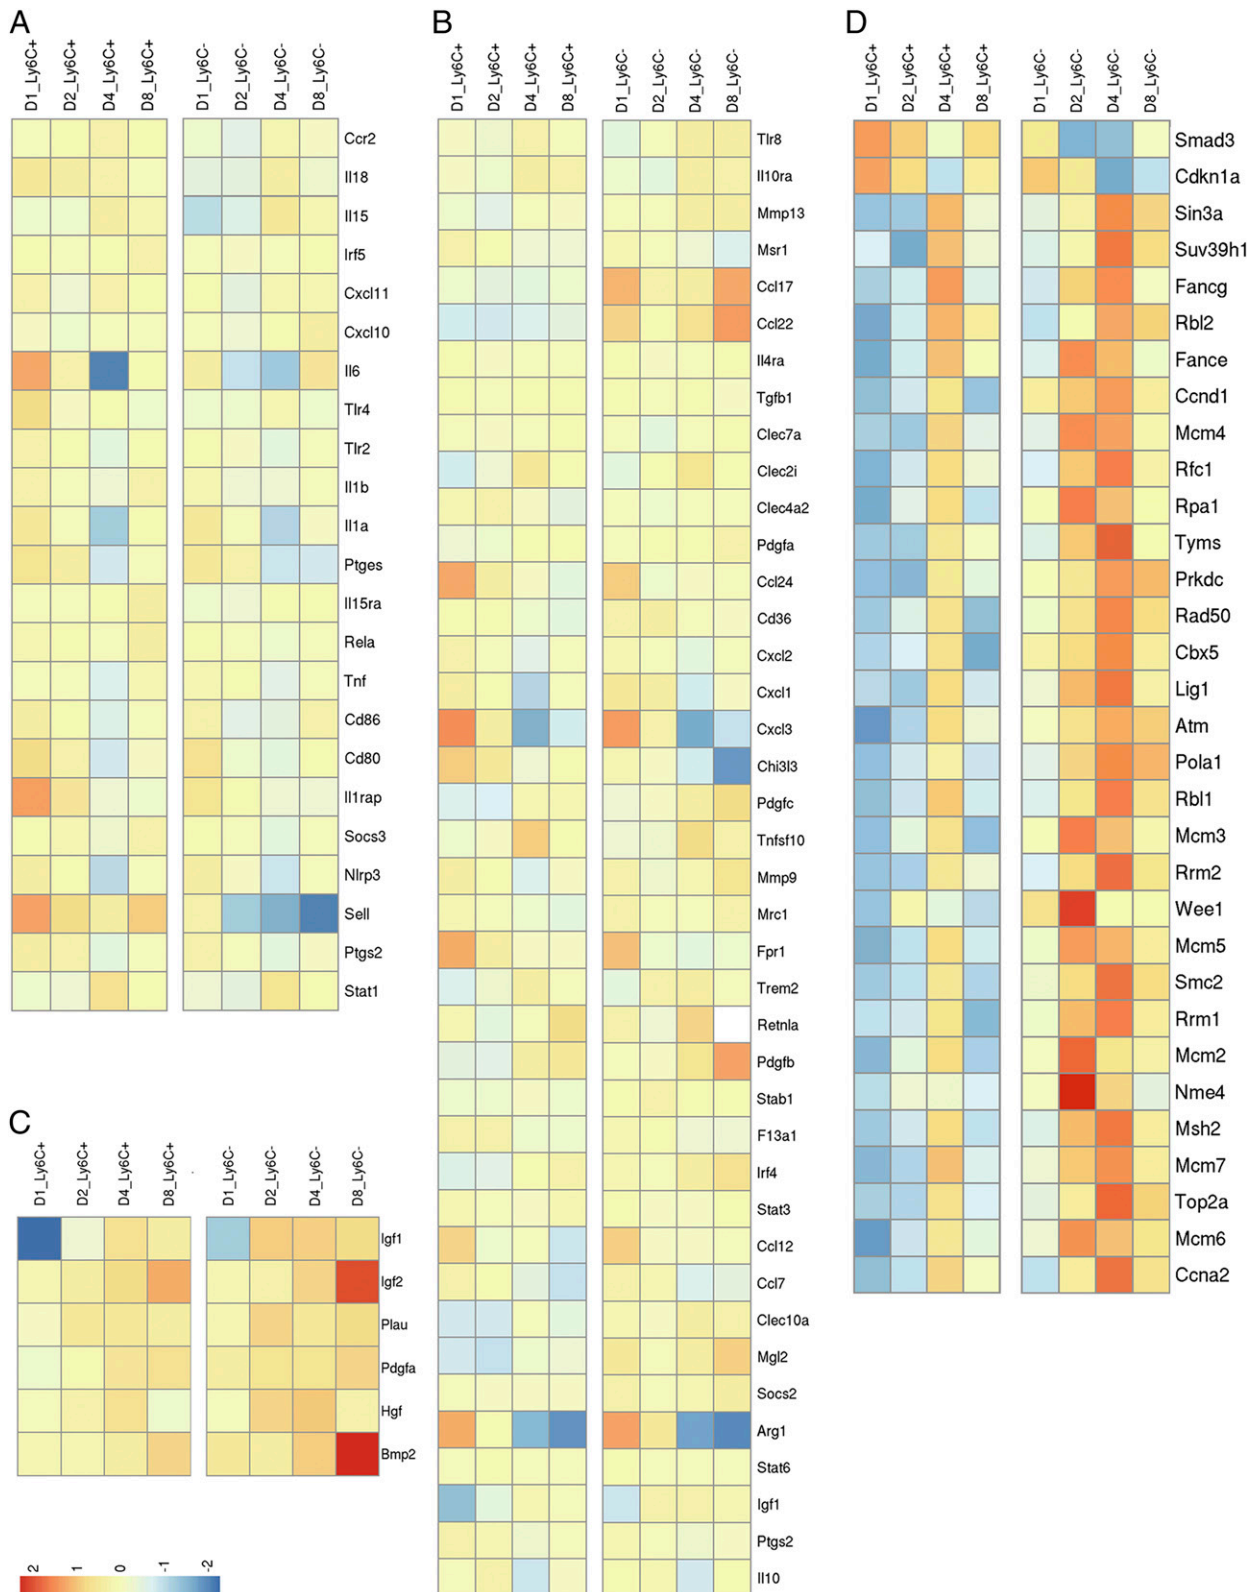 A
D1_Ly6C+
D2_Ly6C+
D4_Ly6C+
D8_Ly6C+
D1_Ly6C-
D2_Ly6C-
D4_Ly6C-
D8_Ly6C-
Ccr2
Il18
Il15
Irf5
Cxcl11
Cxcl10
Il6
Tlr4
Tlr2
Il1b
Il1a
Ptges
Il15ra
Rela
Tnf
Cd86
Cd80
Il1rap
Socs3
Nlrp3
Sell
Ptgs2
Stat1
B
D1_Ly6C+
D2_Ly6C+
D4_Ly6C+
D8_Ly6C+
D1_Ly6C-
D2_Ly6C-
D4_Ly6C-
D8_Ly6C-
Tlr8
Il10ra
Mmp13
Msr1
Ccl17
Ccl22
Il4ra
Tgfb1
Clec7a
Clec2i
Clec4a2
Pdgfa
Ccl24
Cd36
Cxcl2
Cxcl1
Cxcl3
Chi3l3
Pdgfc
Tnfsf10
Mmp9
Mrc1
Fpr1
Trem2
Retnla
Pdgfb
Stab1
F13a1
Irf4
Stat3
Ccl12
Ccl7
Clec10a
Mgl2
Socs2
Arg1
Stat6
Igf1
Ptgs2
Il10
C
D1_Ly6C+
D2_Ly6C+
D4_Ly6C+
D8_Ly6C+
D1_Ly6C-
D2_Ly6C-
D4_Ly6C-
D8_Ly6C-
Igf1
Igf2
Plau
Pdgfa
Hgf
Bmp2
2 1 0 -1 -2
D
D1_Ly6C+
D2_Ly6C+
D4_Ly6C+
D8_Ly6C+
D1_Ly6C-
D2_Ly6C-
D4_Ly6C-
D8_Ly6C-
Smad3
Cdkn1a
Sin3a
Suv39h1
Fancg
Rbl2
Fance
Ccnd1
Mcm4
Rfc1
Rpa1
Tyms
Prkdc
Rad50
Cbx5
Lig1
Atm
Pola1
Rbl1
Mcm3
Rrm2
Wee1
Mcm5
Smc2
Rrm1
Mcm2
Nme4
Msh2
Mcm7
Top2a
Mcm6
Ccna2